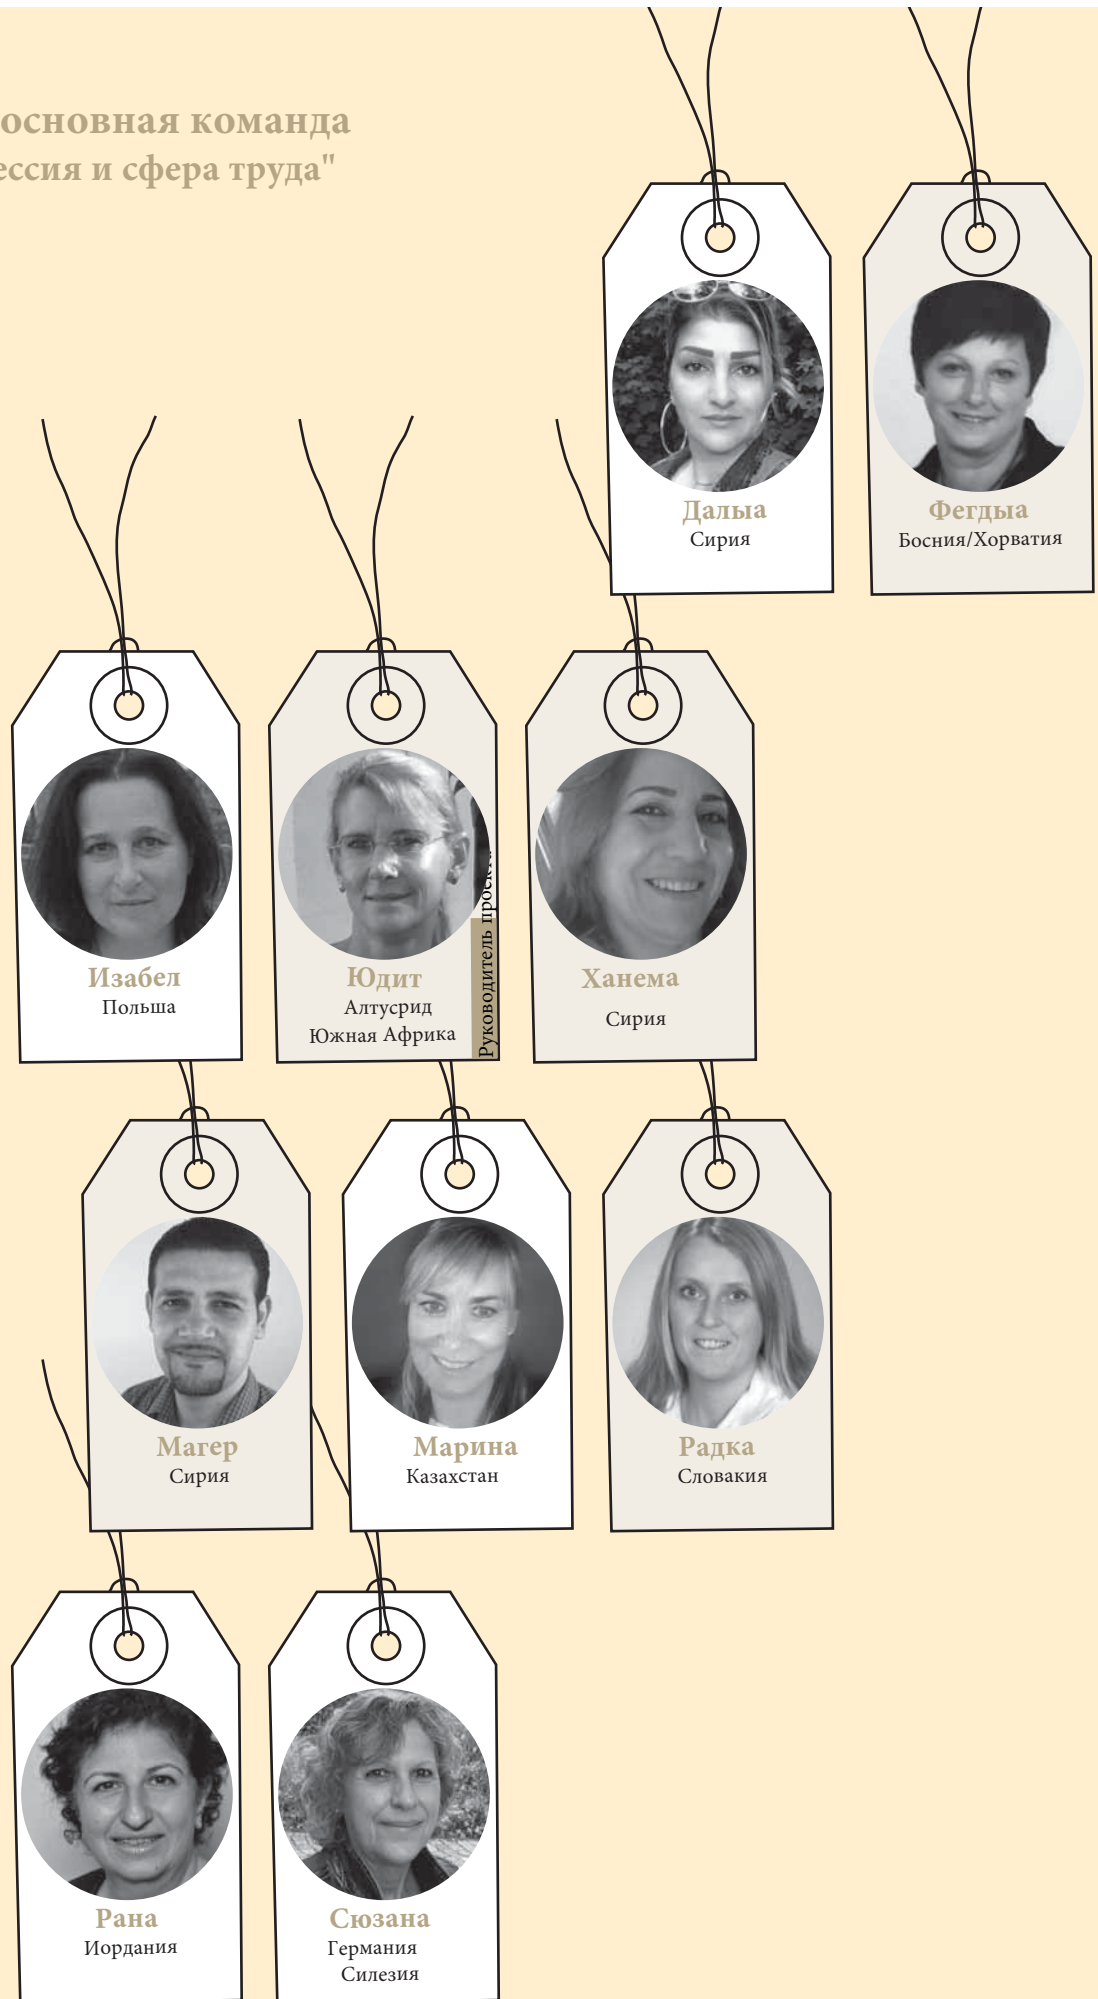 основная команда
ессия и сфера труда"
Далыа
Сирия
Фегдыа
Босния/Хорватия
Изабел
Польша
Юдит
Алтусрид
Южная Африка
Руководитель проекта
Ханема
Сирия
Магер
Сирия
Марина
Казахстан
Радка
Словакия
Рана
Иордания
Сюзана
Германия
Силезия